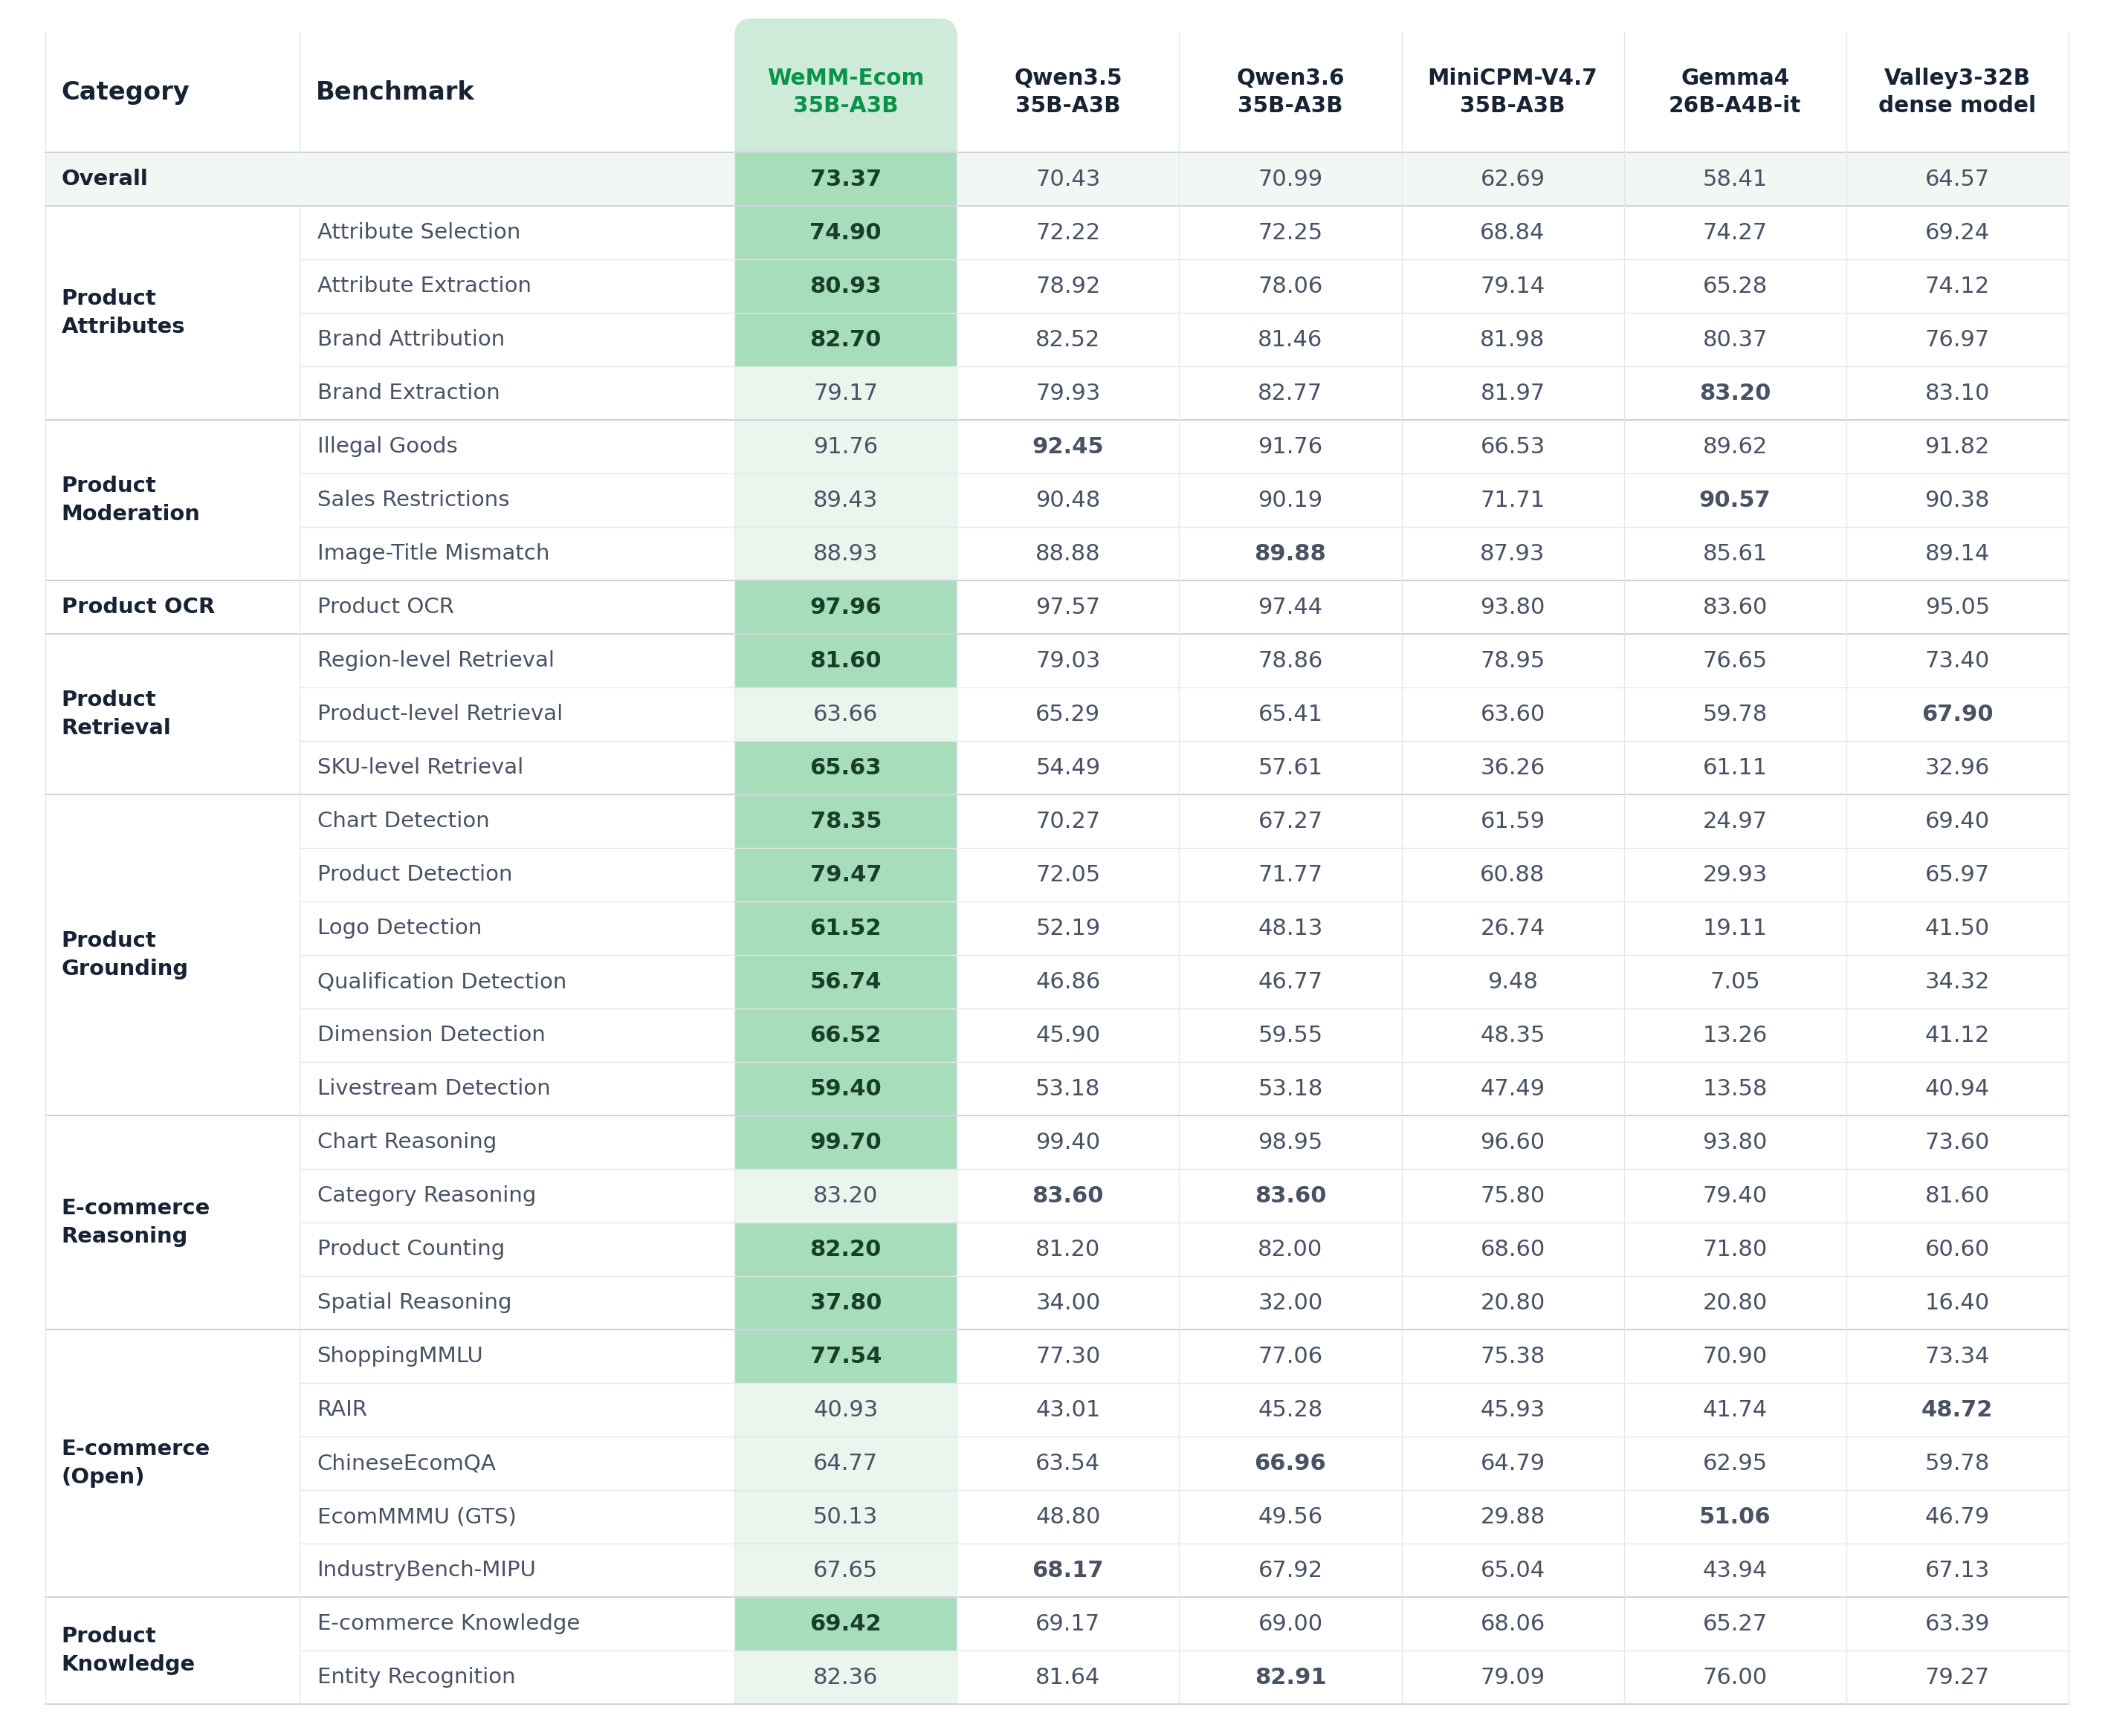 Category Benchmark WeMM-Ecom 35B-A3B Qwen3.5 35B-A3B Qwen3.6 35B-A3B MiniCPM-V4.7 35B-A3B Gemma4 26B-A4B-it Valley3-32B dense model
Overall 73.37 70.43 70.99 62.69 58.41 64.57
Product Attributes
Attribute Selection 74.90 72.22 72.25 68.84 74.27 69.24
Attribute Extraction 80.93 78.92 78.06 79.14 65.28 74.12
Brand Attribution 82.70 82.52 81.46 81.98 80.37 76.97
Brand Extraction 79.17 79.93 82.77 81.97 83.20 83.10
Product Moderation
Illegal Goods 91.76 92.45 91.76 66.53 89.62 91.82
Sales Restrictions 89.43 90.48 90.19 71.71 90.57 90.38
Image-Title Mismatch 88.93 88.88 89.88 87.93 85.61 89.14
Product OCR Product OCR 97.96 97.57 97.44 93.80 83.60 95.05
Product Retrieval
Region-level Retrieval 81.60 79.03 78.86 78.95 76.65 73.40
Product-level Retrieval 63.66 65.29 65.41 63.60 59.78 67.90
SKU-level Retrieval 65.63 54.49 57.61 36.26 61.11 32.96
Product Grounding
Chart Detection 78.35 70.27 67.27 61.59 24.97 69.40
Product Detection 79.47 72.05 71.77 60.88 29.93 65.97
Logo Detection 61.52 52.19 48.13 26.74 19.11 41.50
Qualification Detection 56.74 46.86 46.77 9.48 7.05 34.32
Dimension Detection 66.52 45.90 59.55 48.35 13.26 41.12
Livestream Detection 59.40 53.18 53.18 47.49 13.58 40.94
E-commerce Reasoning
Chart Reasoning 99.70 99.40 98.95 96.60 93.80 73.60
Category Reasoning 83.20 83.60 83.60 75.80 79.40 81.60
Product Counting 82.20 81.20 82.00 68.60 71.80 60.60
Spatial Reasoning 37.80 34.00 32.00 20.80 20.80 16.40
E-commerce (Open)
ShoppingMMLU 77.54 77.30 77.06 75.38 70.90 73.34
RAIR 40.93 43.01 45.28 45.93 41.74 48.72
ChineseEcomQA 64.77 63.54 66.96 64.79 62.95 59.78
EcomMMMU (GTS) 50.13 48.80 49.56 29.88 51.06 46.79
IndustryBench-MIPU 67.65 68.17 67.92 65.04 43.94 67.13
Product Knowledge
E-commerce Knowledge 69.42 69.17 69.00 68.06 65.27 63.39
Entity Recognition 82.36 81.64 82.91 79.09 76.00 79.27